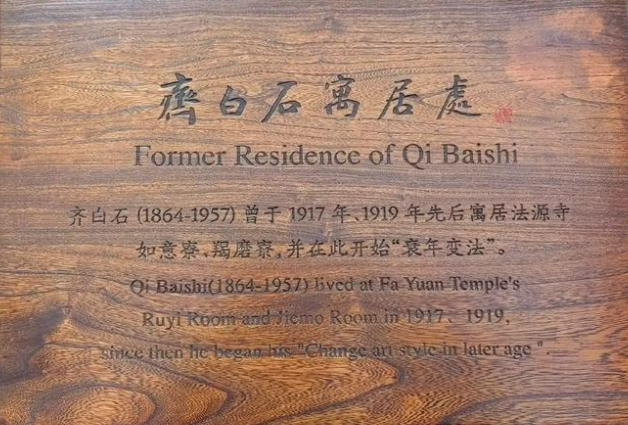 齊白石寓居處
Former Residence of Qi Baishi
齐白石 (1864-1957) 曾于 1917 年、1919 年先后寓居法源寺
如意寮、羯磨寮,并在此开始“衰年变法”。
Qi Baishi(1864-1957) lived at Fa Yuan Temple's
Ruyi Room and Jiemo Room in 1917、1919,
since then he began his "Change art style in later age ".